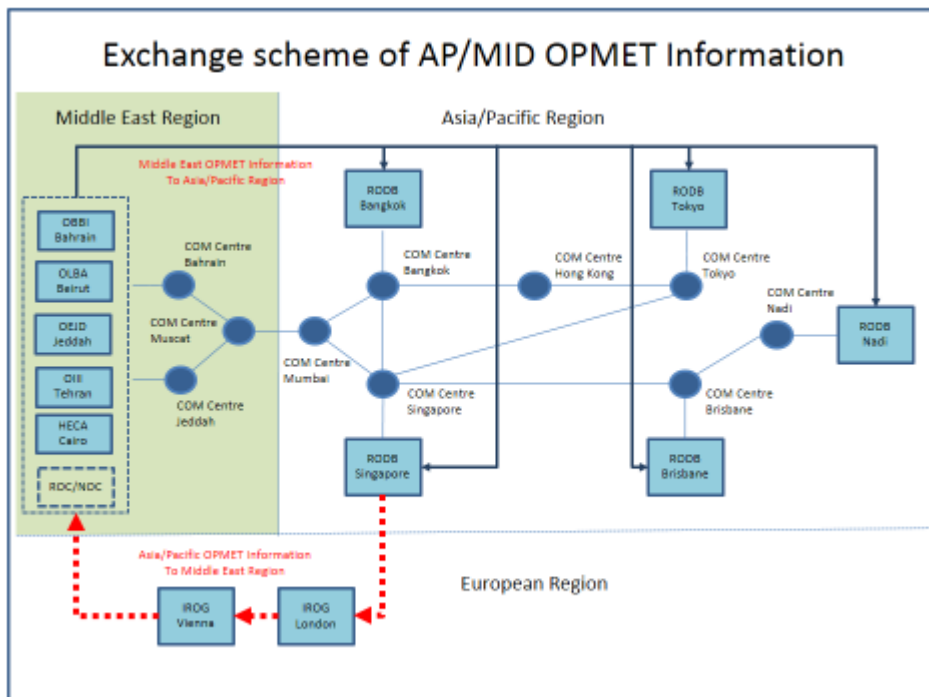 Exchange scheme of AP/MID OPMET Information
Middle East Region
Asia/Pacific Region
Middle East OPMET Information
To Asia/Pacific Region
RODB
Bangkok
RODB
Tokyo
OBBI
Bahrain
COM Centre
Bahrain
COM Centre
Bangkok
COM Centre
Hong Kong
COM Centre
Tokyo
OLBA
Beirut
COM Centre
Nadi
OEJD
Jeddah
COM Centre
Muscat
RODB
Nadi
COM Centre
Mumbai
OIII
Tehran
COM Centre
Jeddah
COM Centre
Singapore
COM Centre
Brisbane
HECA
Cairo
RODB
Singapore
RODB
Brisbane
ROC/NOC
Asia/Pacific OPMET Information
To Middle East Region
European Region
IROG
Vienna
IROG
London